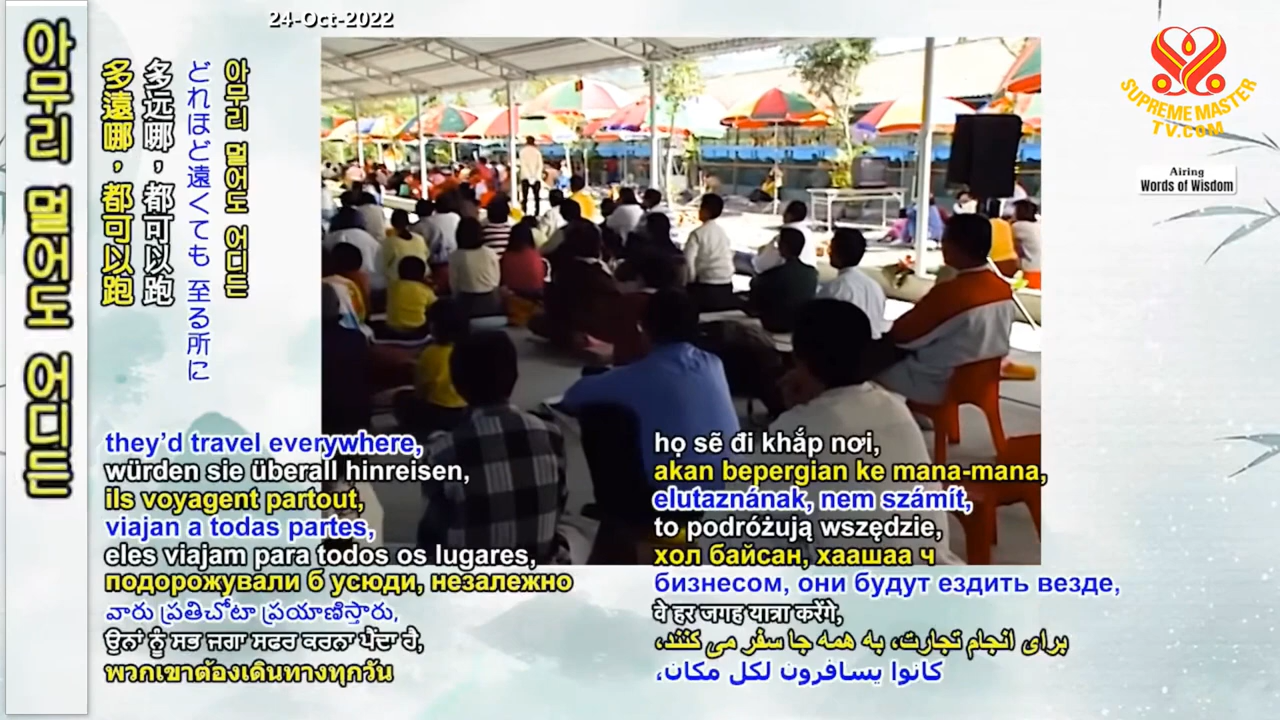 24-Oct-2022
아무리 멀어도 어디든
多遠哪，都可以跑
多远哪，都可以跑
どれほど遠くても 至る所に
아무리 멀어도 어디든
SUPREME MASTER
TV.COM
Airing
Words of Wisdom
they’d travel everywhere,
würden sie überall hinreisen,
ils voyagent partout,
viajan a todas partes,
eles viajam para todos os lugares,
подорожували б усюди, незалежно
వారు ప్రతిచోటా ప్రయాణిస్తారు,
ਉਨਾਂ ਨੂੰ ਸਭ ਜਗਾ ਸਫਰ ਕਰਨਾ ਪੈਂਦਾ ਹੈ,
พวกเขาต้องเดินทางทุกวัน
họ sẽ đi khắp nơi,
akan bepergian ke mana-mana,
elutaznának, nem számít,
to podróżują wszędzie,
хол байсан, хаашаа ч
бизнесом, они будут ездить везде,
वे हर जगह यात्रा करेंगे,
برای انجام تجارت، به همه جا سفر می کنند،
كانوا يسافرون لكل مكان،